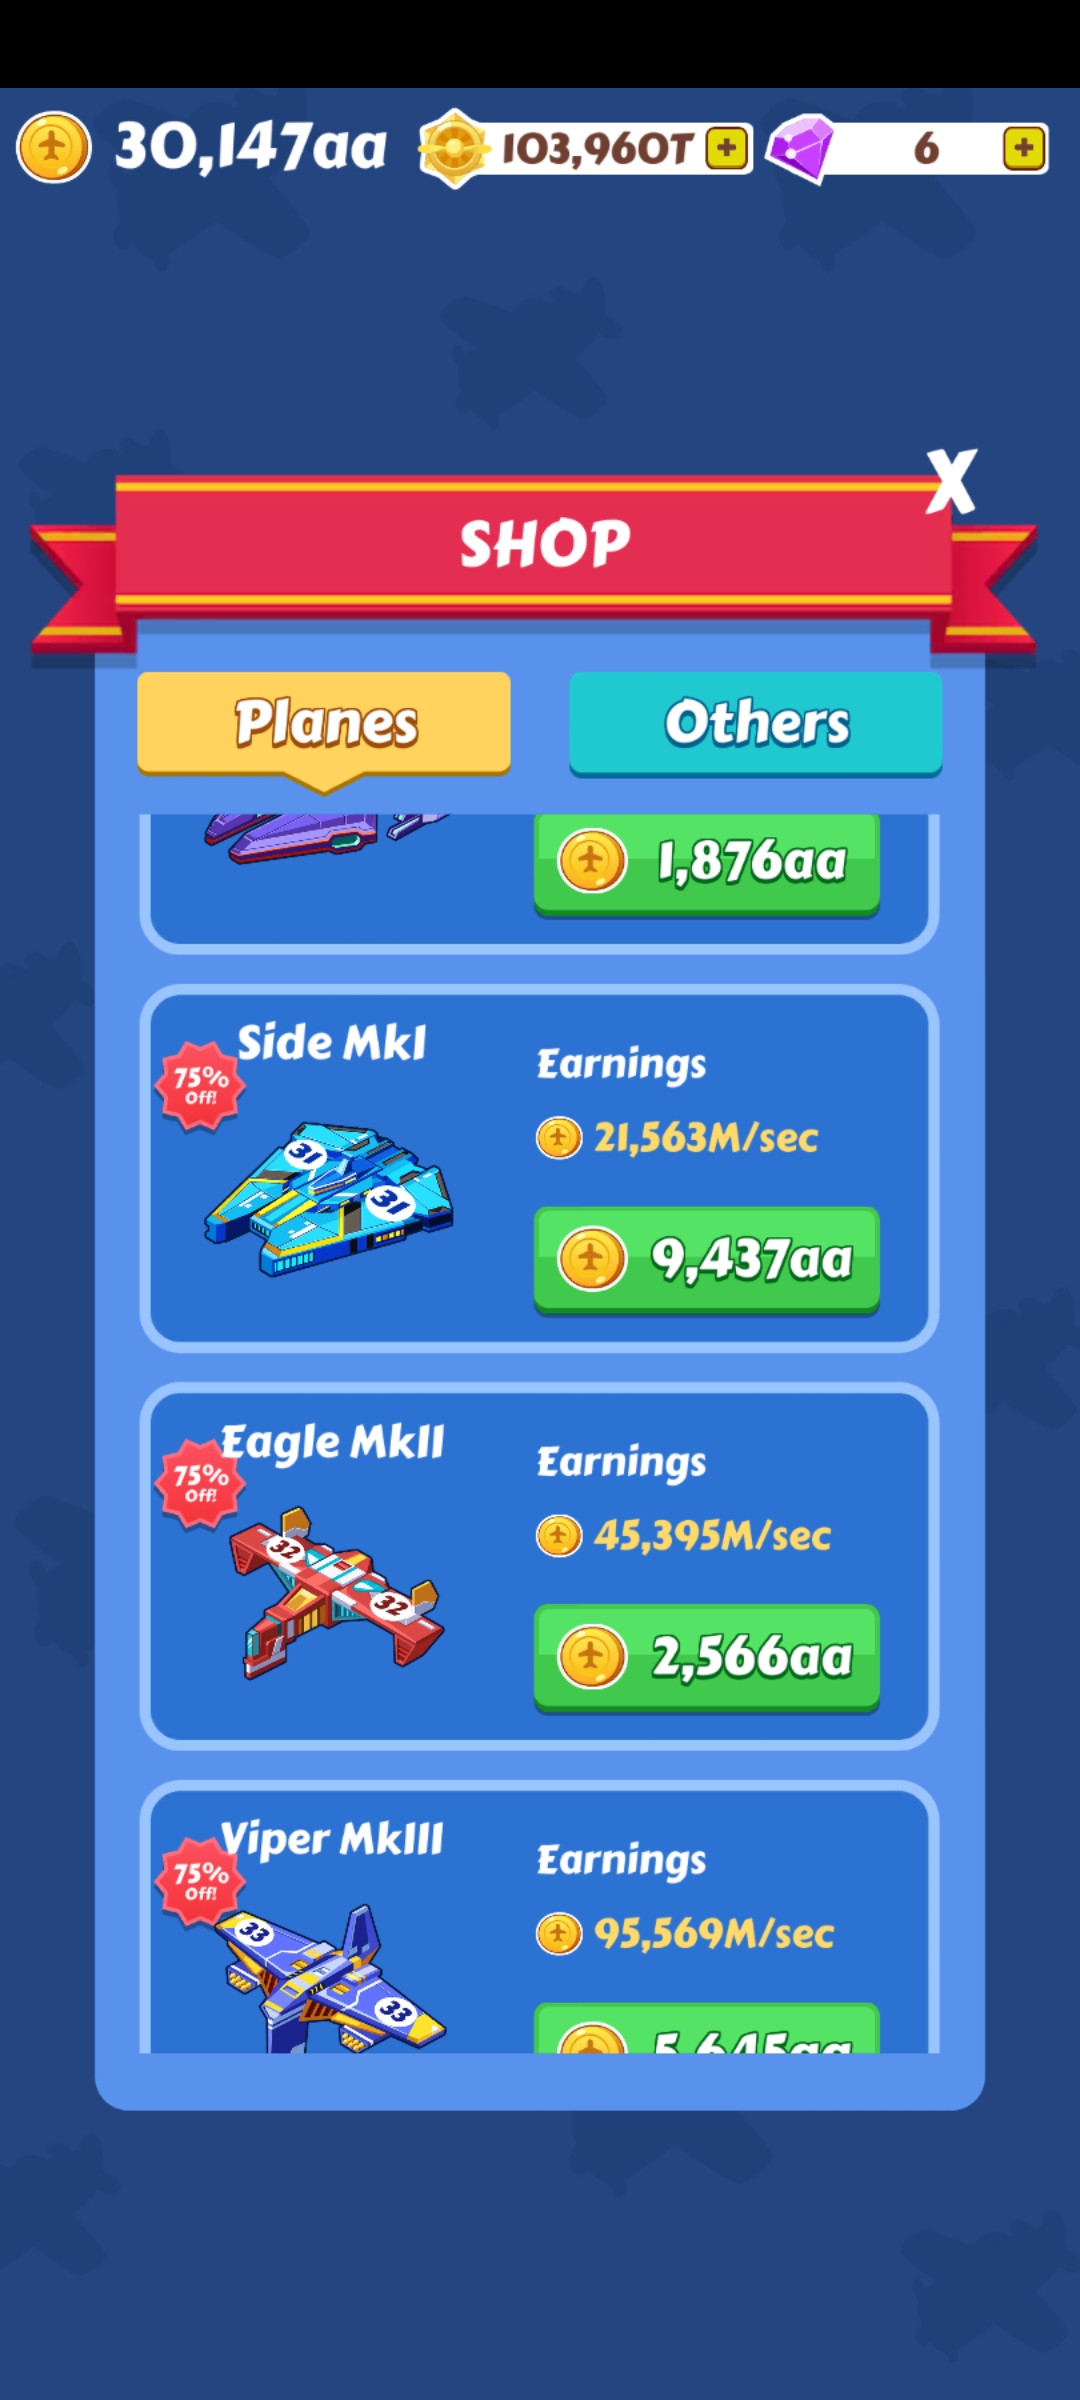 30,147aa 103,960T + 6 +
X
SHOP
Planes Others
1,876aa
Side MkI
75%
Off!
Earnings
21,563M/sec
31
31
9,437aa
Eagle MkII
75%
Off!
Earnings
45,395M/sec
32
32
2,566aa
Viper MkIII
75%
Off!
Earnings
95,569M/sec
33
33
5,645aa